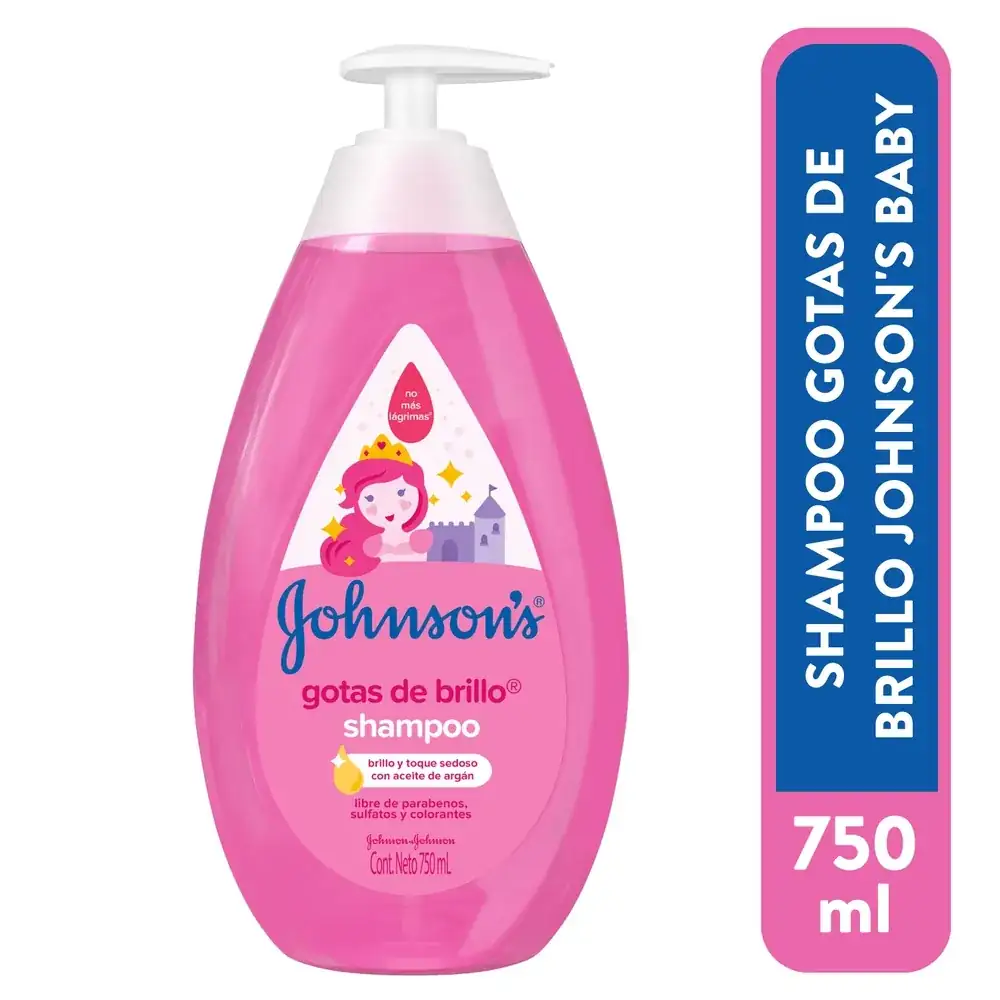 no
más
lágrimas®
Johnson's®
gotas de brillo®
shampoo
brillo y toque sedoso
con aceite de argán
libre de parabenos,
sulfatos y colorantes
Johnson & Johnson
Cont. Neto 750 mL
SHAMPOO GOTAS DE
BRILLO JOHNSON'S BABY
750
ml